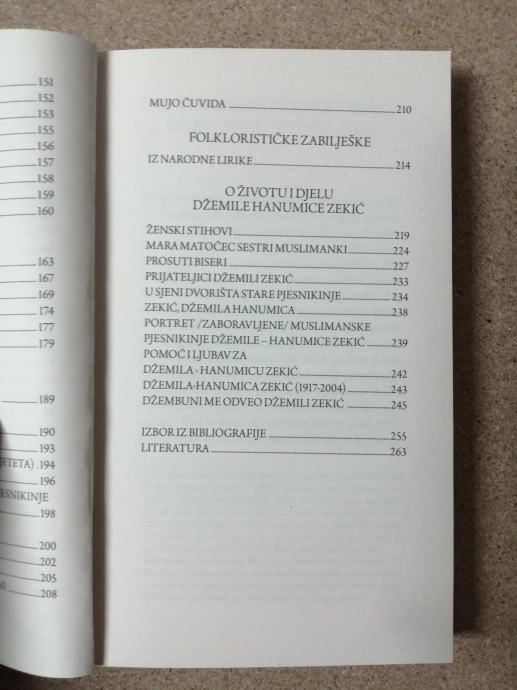 151
152
153
155
156
157
158
159
160
163
167
169
174
177
179
189
190
193
JETETA) .194
196
JESNIKINJE
198
200
202
205
208
MUJO ČUVIDA 210
FOLKLORISTIČKE ZABILJEŠKE
IZ NARODNE LIRIKE 214
O ŽIVOTU I DJELU
DŽEMILE HANUMICE ZEKIĆ
ŽENSKI STIHOVI 219
MARA MATOČEC SESTRI MUSLIMANKI 224
PROSUTI BISERI 227
PRIJATELJICI DŽEMILI ZEKIĆ 233
U SJENI DVORIŠTA STARE PJESNIKINJE 234
ZEKIĆ, DŽEMILA HANUMICA 238
PORTRET /ZABORAVLJENE/ MUSLIMANSKE
PJESNIKINJE DŽEMILE – HANUMICE ZEKIĆ 239
POMOĆ I LJUBAV ZA
DŽEMILA - HANUMICU ZEKIĆ 242
DŽEMILA-HANUMICA ZEKIĆ (1917-2004) 243
DŽEMBUNI ME ODVEO DŽEMILI ZEKIĆ 245
IZBOR IZ BIBLIOGRAFIJE 255
LITERATURA 263